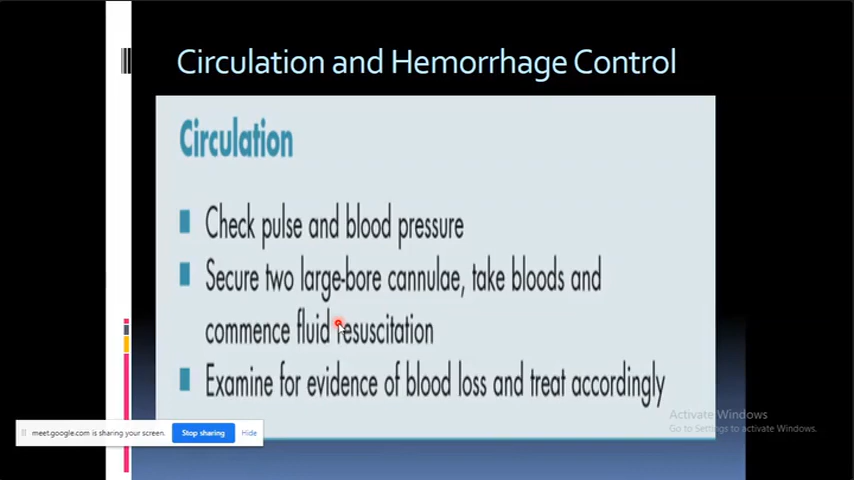 Circulation and Hemorrhage Control
Circulation
Check pulse and blood pressure
Secure two large-bore cannulae, take bloods and
commence fluid resuscitation
Examine for evidence of blood loss and treat accordingly
Activate Windows
Go to Settings to activate Windows.
meet.google.com is sharing your screen.
Stop sharing
Hide